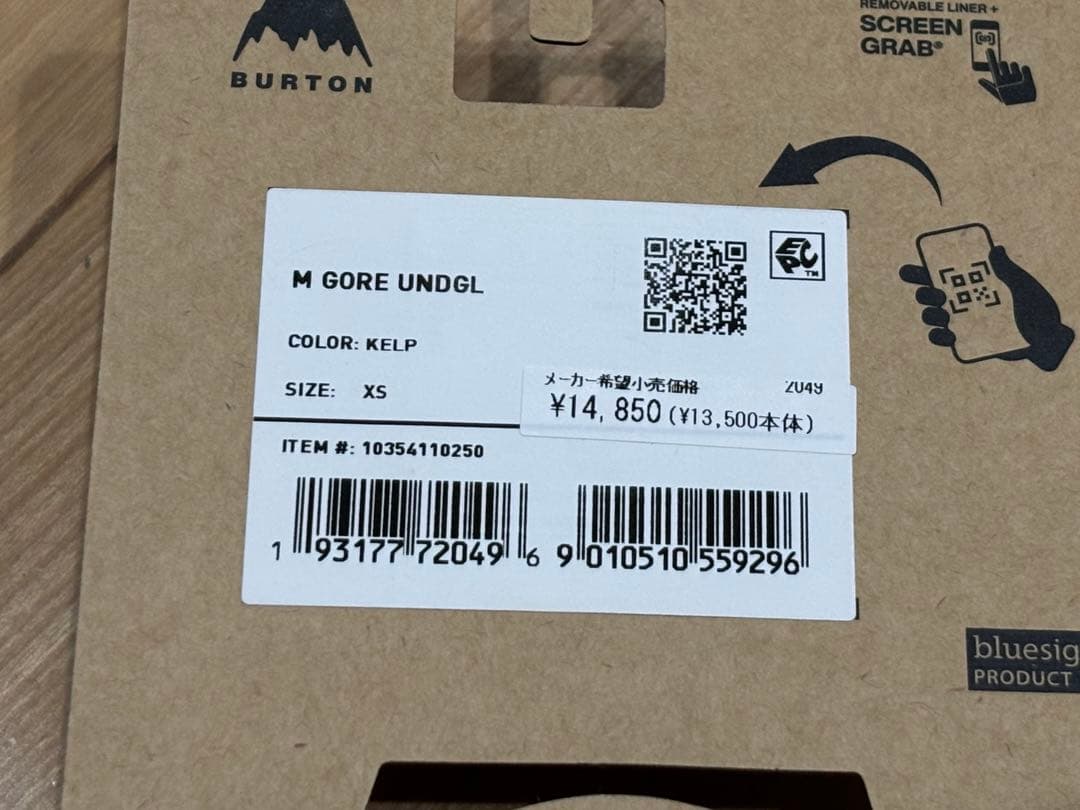 BURTON
REMOVABLE LINER +
SCREEN
GRAB®
M GORE UNDGL
EPC™
COLOR: KELP
SIZE: XS
メーカー希望小売価格 2049
¥14,850(¥13,500本体)
ITEM #: 10354110250
1 93177 72049 6
9 010510 559296
bluesig
PRODUCT